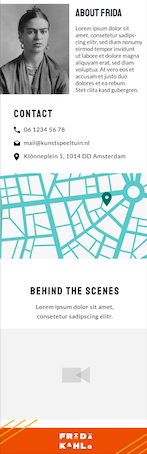 ABOUT FRIDA
Lorem ipsum dolor sit
amet, consetetur sadips-
cing elitr, sed diam nonumy
eirmod tempor invidunt
ut labore et dolore magna
aliquyam erat, sed diam
voluptua. At vero eos et
accusam et justo duo
dolores et ea rebum.
Stet clita kasd gubergren.
CONTACT
06 1234 56 78
mail@kunstspeeltuin.nl
Klönneplein 1, 1014 DD Amsterdam
BEHIND THE SCENES
Lorem ipsum dolor sit amet,
consetetur sadipscing elitr.
FRIDA
KAHLO